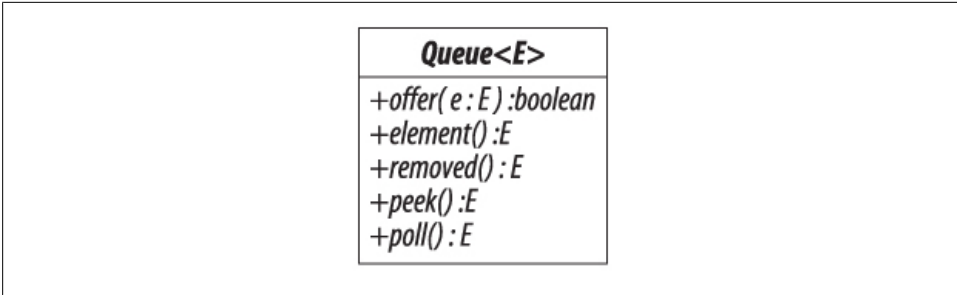 Queue<E>
+offer( e : E ) :boolean
+element() :E
+removed() : E
+peek() :E
+poll() : E